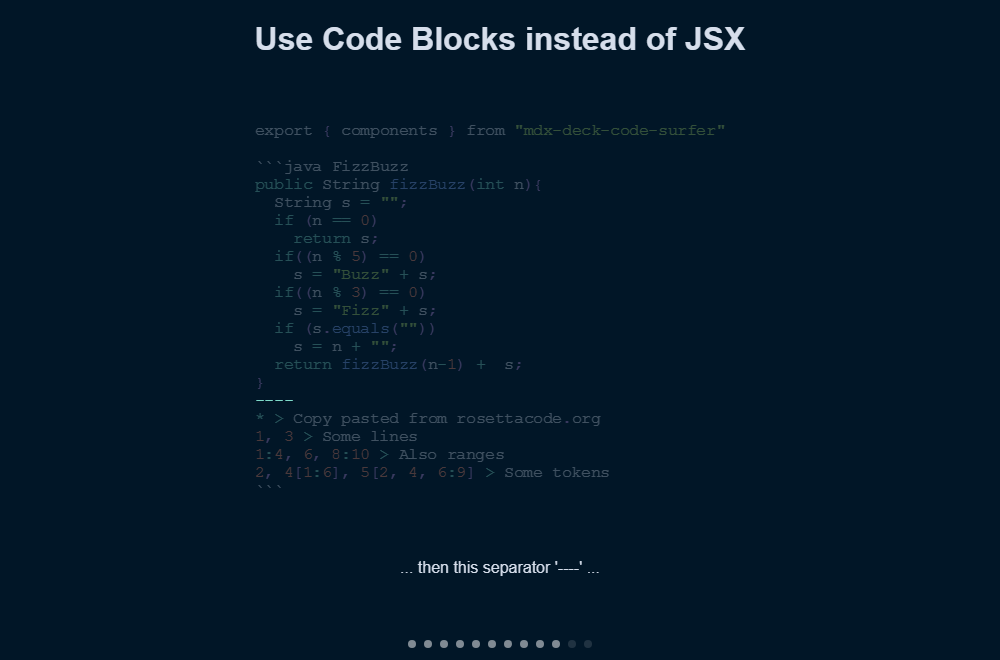 Use Code Blocks instead of JSX
export { components } from "mdx-deck-code-surfer"
```java FizzBuzz
public String fizzBuzz(int n){
  String s = "";
  if (n == 0)
    return s;
  if((n % 5) == 0)
    s = "Buzz" + s;
  if((n % 3) == 0)
    s = "Fizz" + s;
  if (s.equals(""))
    s = n + "";
  return fizzBuzz(n-1) +  s;
}
----
* > Copy pasted from rosettacode.org
1, 3 > Some lines
1:4, 6, 8:10 > Also ranges
2, 4[1:6], 5[2, 4, 6:9] > Some tokens
```
... then this separator '----' ...